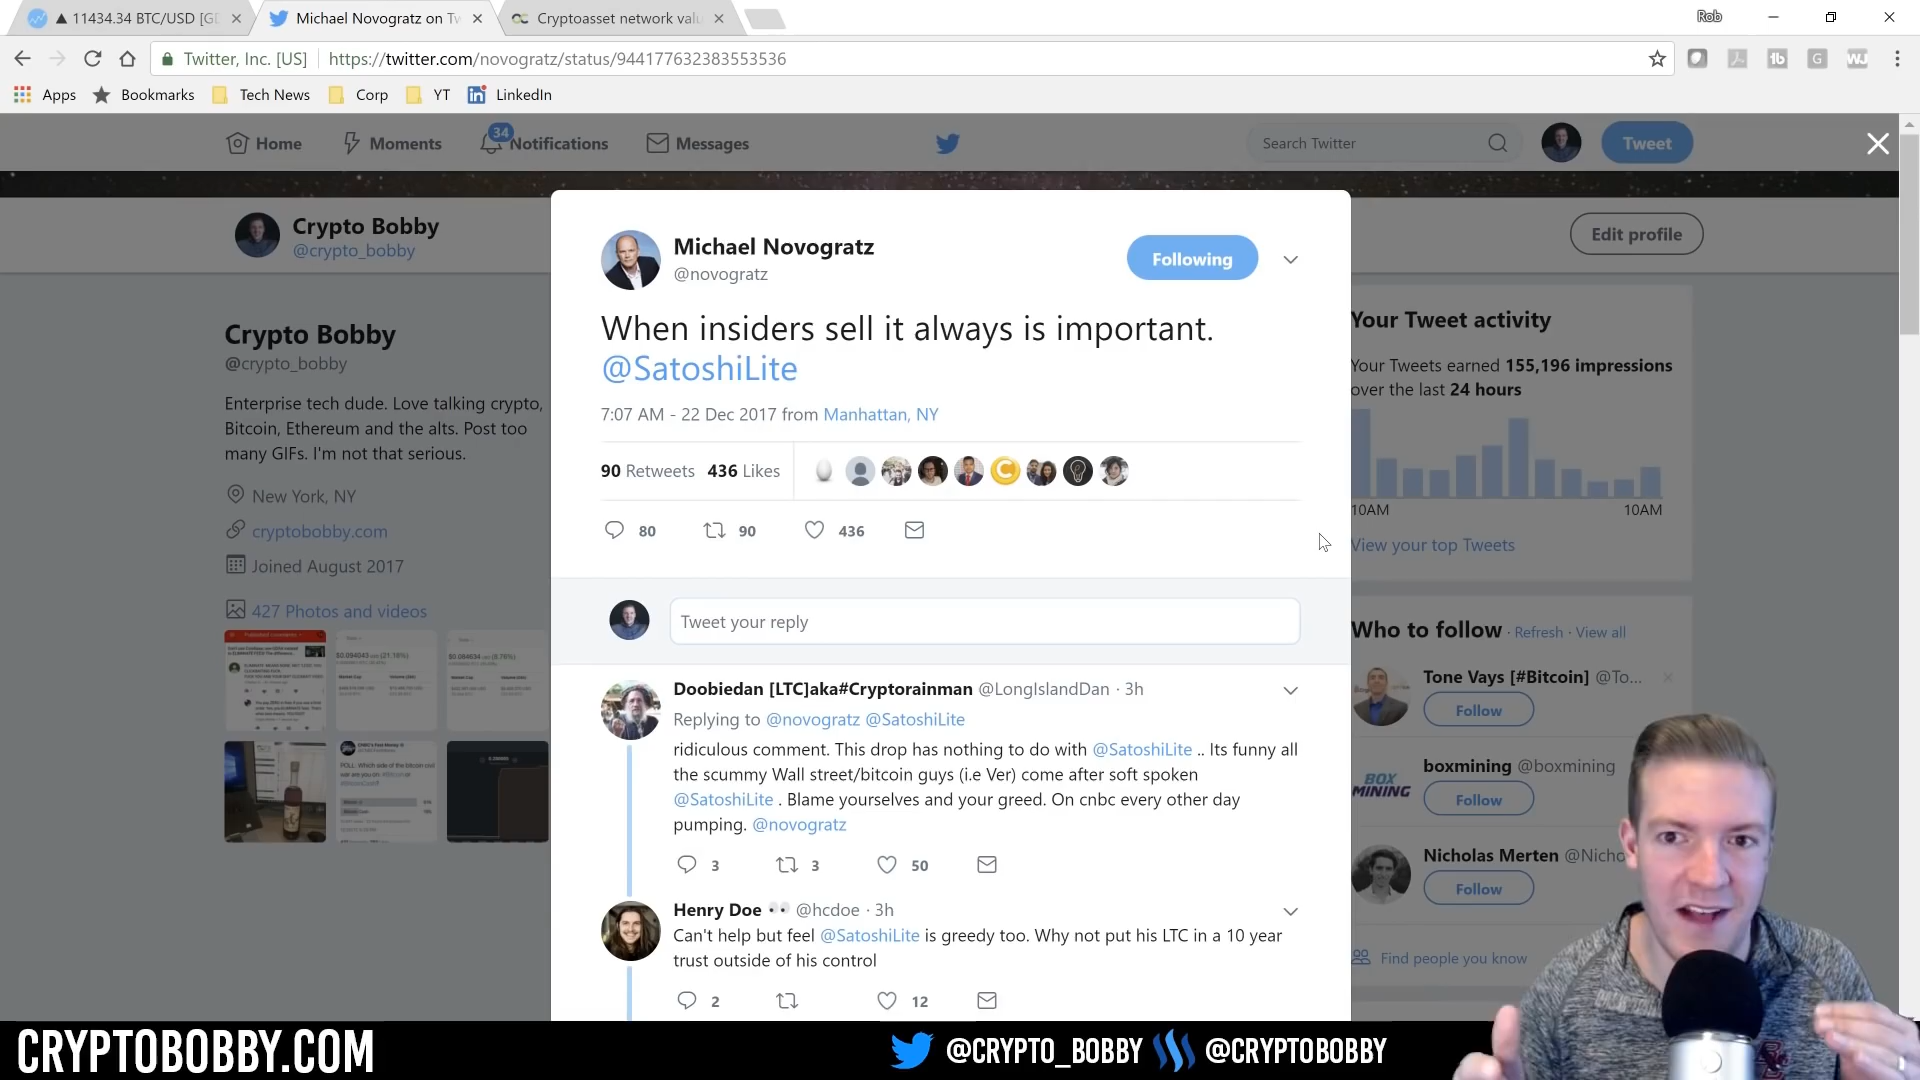 ▲ 11434.34 BTC/USD [GD
Michael Novogratz on Tw
Cryptoasset network valu
Rob
Twitter, Inc. [US]
https://twitter.com/novogratz/status/944177632383553536
Apps
Bookmarks
Tech News
Corp
YT
LinkedIn
Home
Moments
34
Notifications
Messages
Search Twitter
Tweet
Crypto Bobby
@crypto_bobby
Edit profile
Michael Novogratz
@novogratz
Following
When insiders sell it always is important.
@SatoshiLite
7:07 AM - 22 Dec 2017 from Manhattan, NY
90 Retweets 436 Likes
80 90 436
Tweet your reply
Doobiedan [LTC]aka#Cryptorainman @LongIslandDan · 3h
Replying to @novogratz @SatoshiLite
ridiculous comment. This drop has nothing to do with @SatoshiLite .. Its funny all
the scummy Wall street/bitcoin guys (i.e Ver) come after soft spoken
@SatoshiLite . Blame yourselves and your greed. On cnbc every other day
pumping. @novogratz
3 3 50
Henry Doe @hcdoe · 3h
Can't help but feel @SatoshiLite is greedy too. Why not put his LTC in a 10 year
trust outside of his control
2 12
Crypto Bobby
@crypto_bobby
Enterprise tech dude. Love talking crypto,
Bitcoin, Ethereum and the alts. Post too
many GIFs. I'm not that serious.
New York, NY
cryptobobby.com
Joined August 2017
427 Photos and videos
Your Tweet activity
Your Tweets earned 155,196 impressions
over the last 24 hours
10AM 10AM
View your top Tweets
Who to follow · Refresh · View all
Tone Vays [#Bitcoin] @To...
Follow
BOX
MINING
boxmining @boxmining
Follow
Nicholas Merten @Nicho
Follow
Find people you know
CRYPTOBOBBY.COM
@CRYPTO_BOBBY
@CRYPTOBOBBY